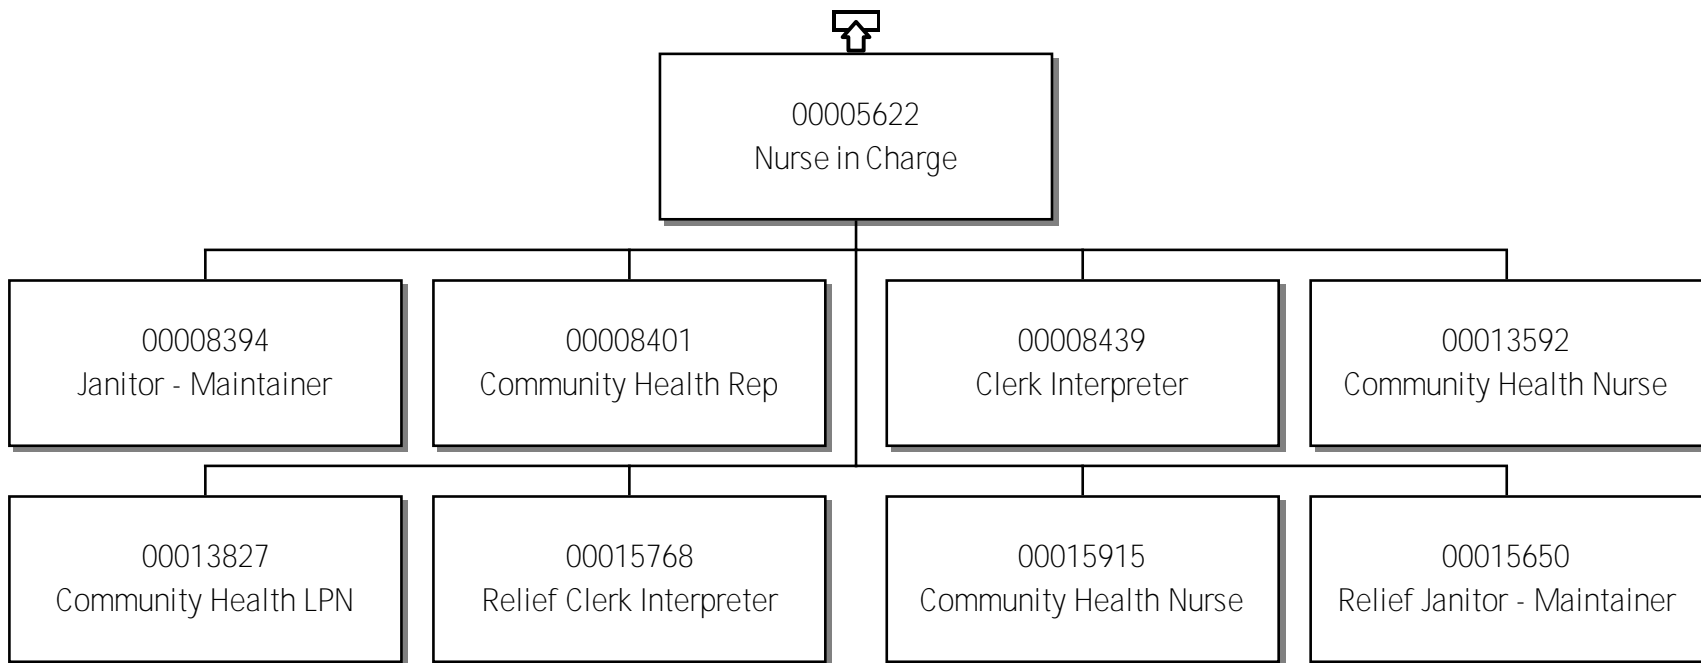 00005622
Nurse in Charge
00008394
Janitor - Maintainer
00008401
Community Health Rep
00008439
Clerk Interpreter
00013592
Community Health Nurse
00013827
Community Health LPN
00015768
Relief Clerk Interpreter
00015915
Community Health Nurse
00015650
Relief Janitor - Maintainer